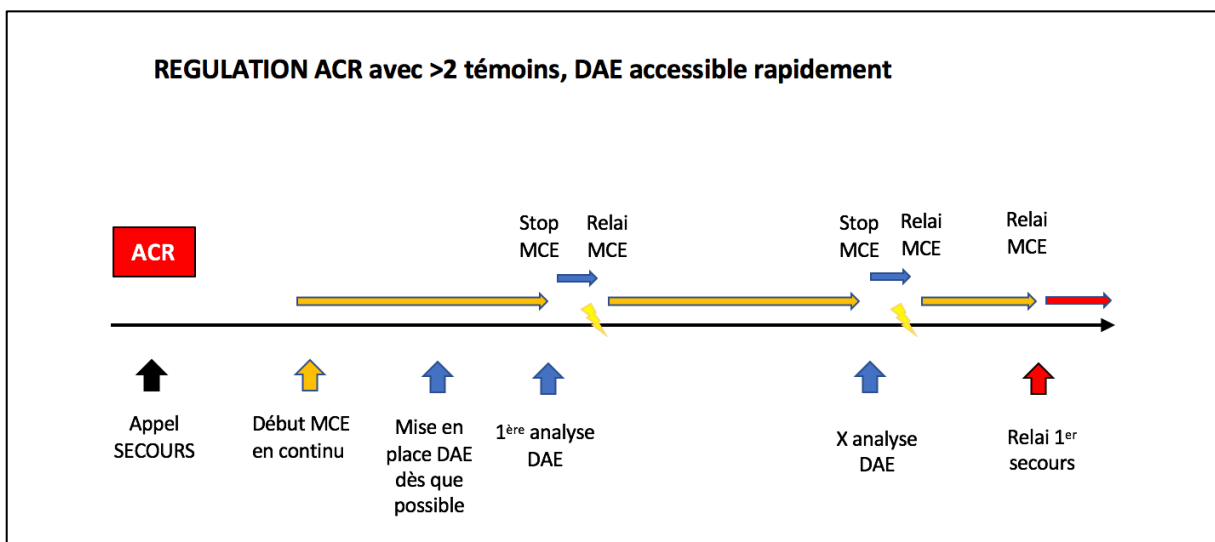 REGULATION ACR avec >2 témoins, DAE accessible rapidement
ACR
Stop
MCE
Relai
MCE
Stop
MCE
Relai
MCE
Relai
MCE
Appel
SECOURS
Début MCE
en continu
Mise en
place DAE
dès que
possible
1ère analyse
DAE
X analyse
DAE
Relai 1er
secours